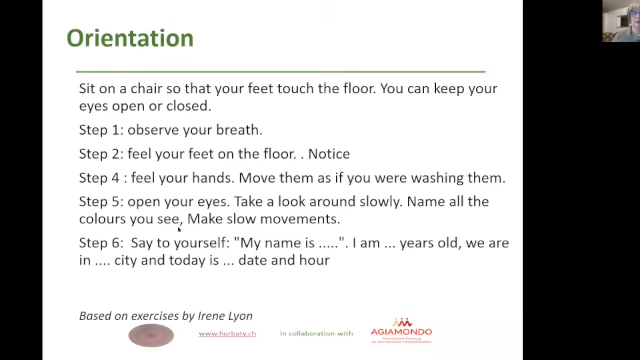 Orientation
Sit on a chair so that your feet touch the floor. You can keep your
eyes open or closed.
Step 1: observe your breath.
Step 2: feel your feet on the floor. . Notice
Step 4 : feel your hands. Move them as if you were washing them.
Step 5: open your eyes. Take a look around slowly. Name all the
colours you see, Make slow movements.
Step 6:  Say to yourself: "My name is .....". I am ... years old, we are
in .... city and today is ... date and hour
Based on exercises by Irene Lyon
www.horbaty.ch
In collaboration with
AGIAMONDO